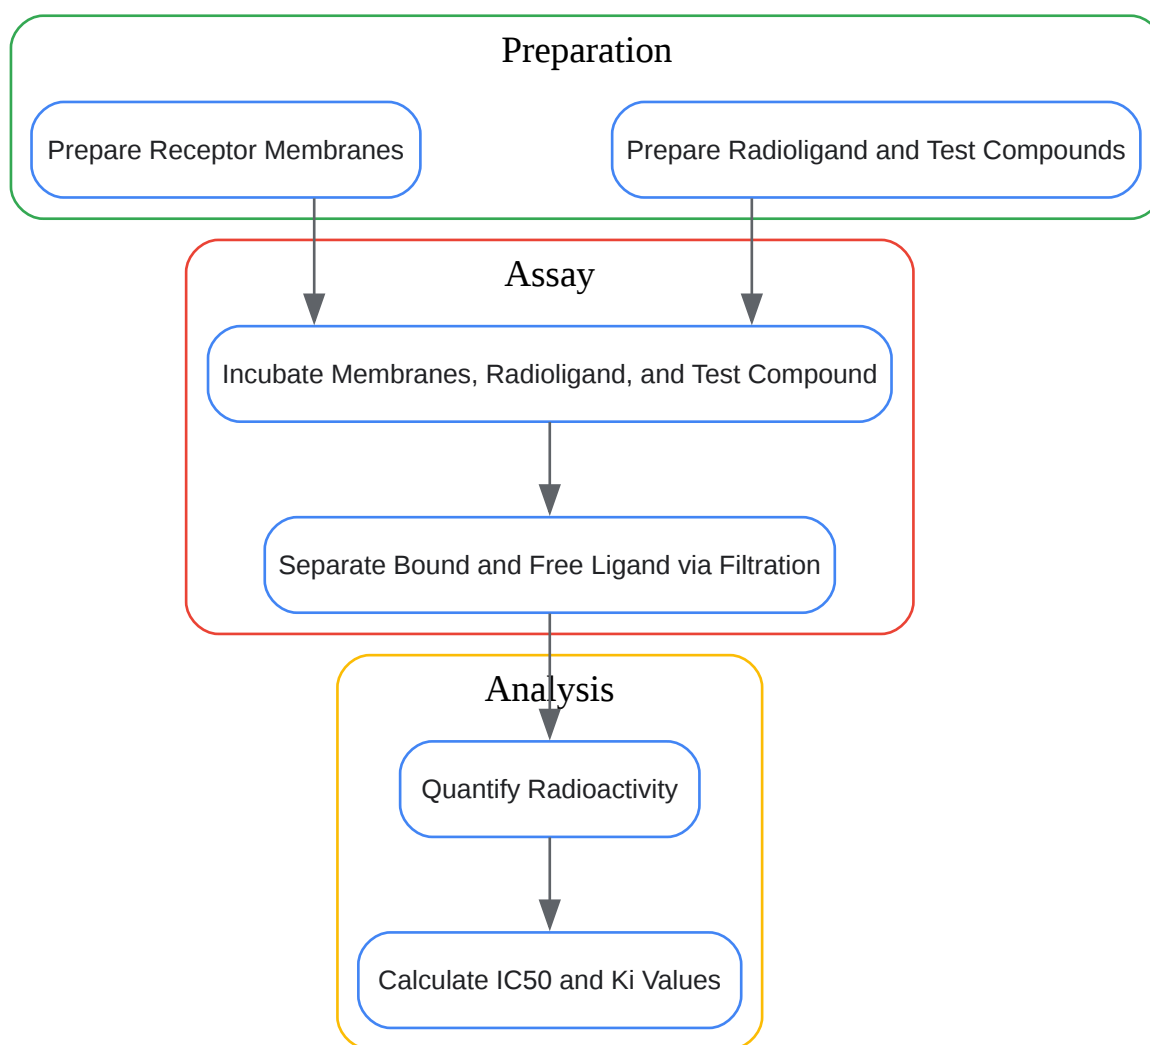 Preparation
Prepare Receptor Membranes
Prepare Radioligand and Test Compounds
Assay
Incubate Membranes, Radioligand, and Test Compound
Separate Bound and Free Ligand via Filtration
Analysis
Quantify Radioactivity
Calculate IC50 and Ki Values